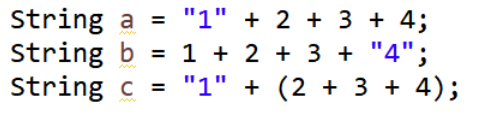 String a = "1" + 2 + 3 + 4;
String b = 1 + 2 + 3 + "4";
String c = "1" + (2 + 3 + 4);